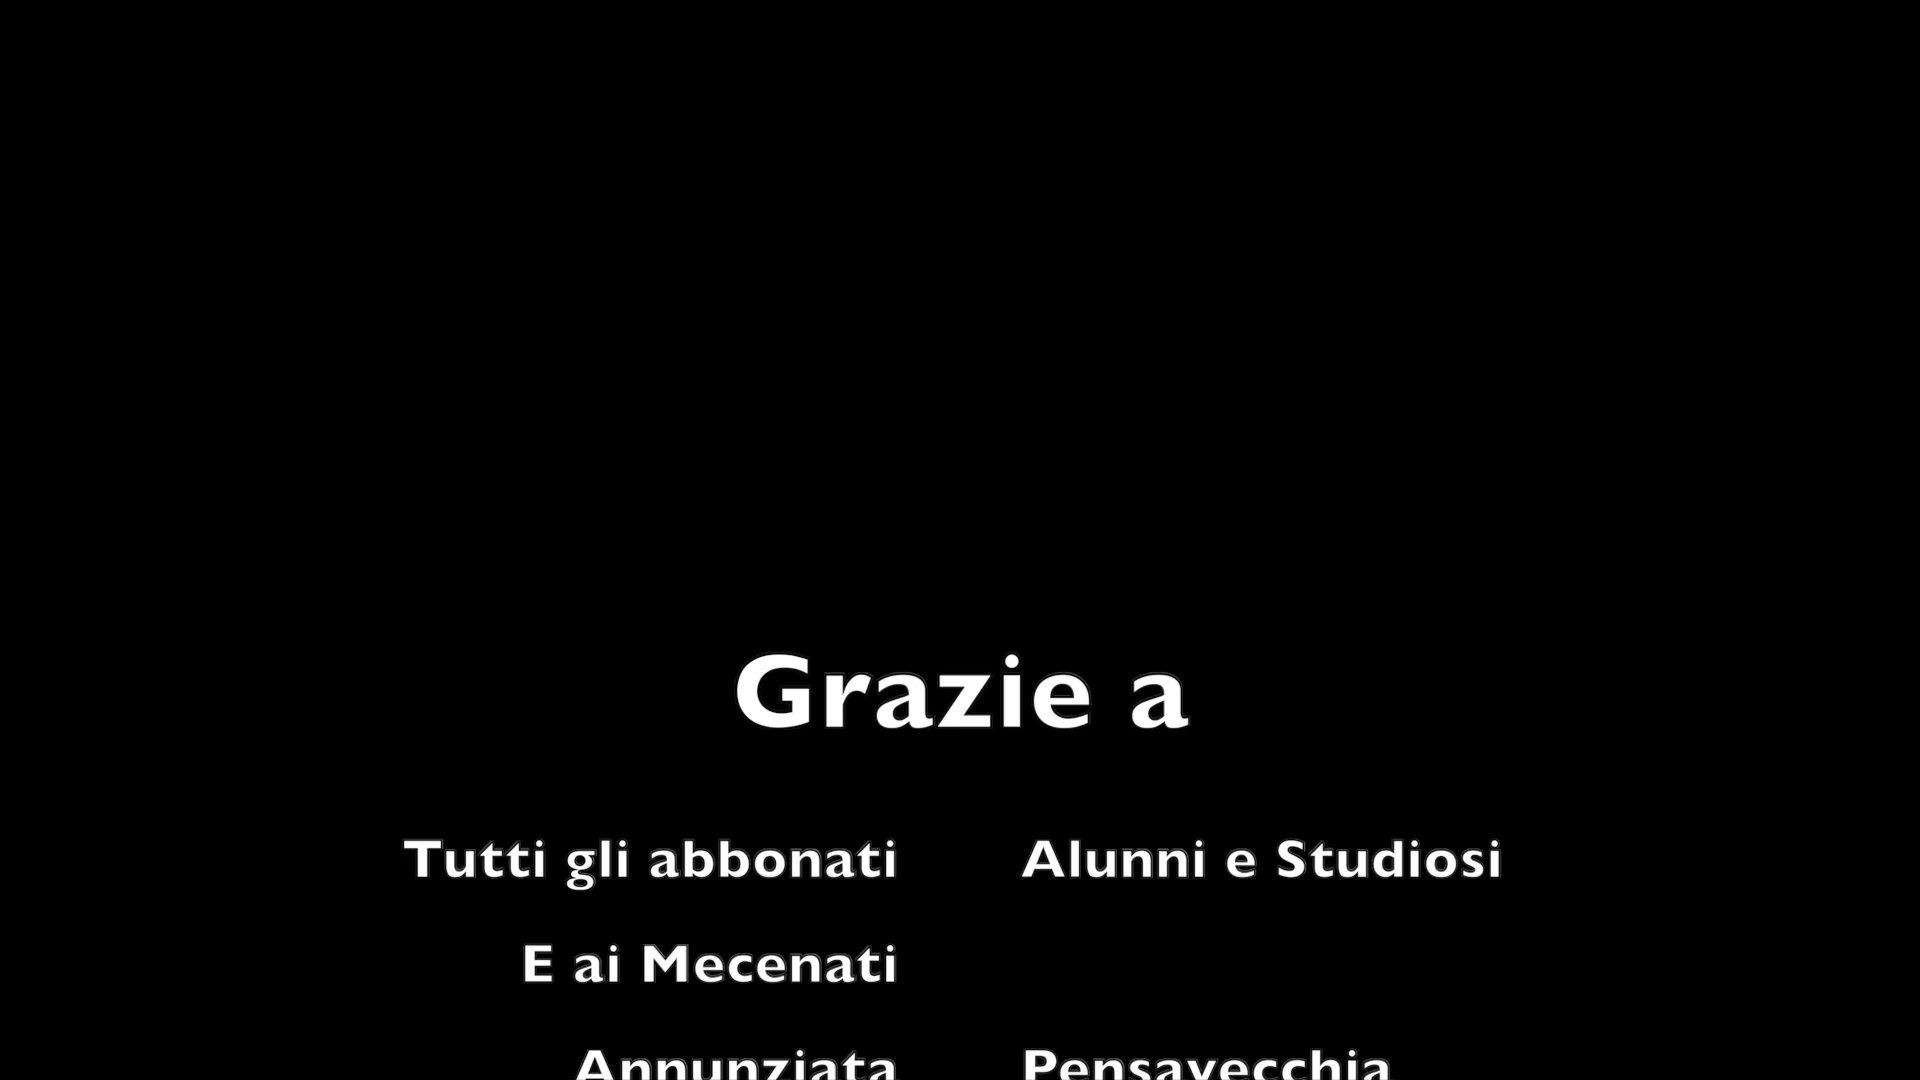 Grazie a
Tutti gli abbonati Alunni e Studiosi
E ai Mecenati
Annunziata Pensavecchia